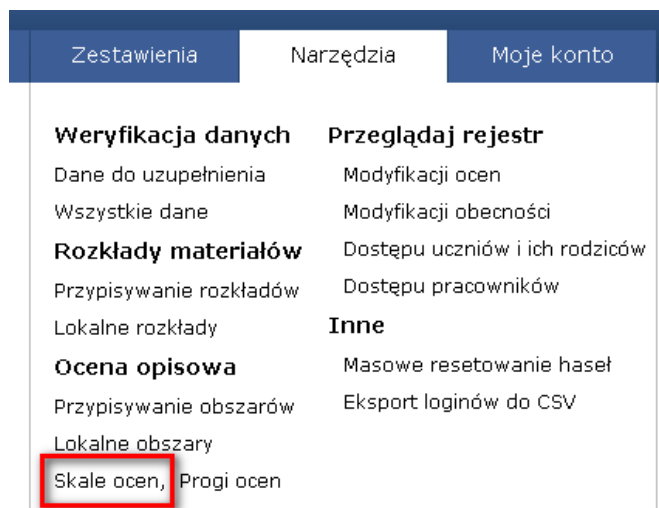 Zestawienia Narzędzia Moje konto
Weryfikacja danych
Dane do uzupełnienia
Wszystkie dane
Rozkłady materiałów
Przypisywanie rozkładów
Lokalne rozkłady
Ocena opisowa
Przypisywanie obszarów
Lokalne obszary
Skale ocen, Progi ocen
Przeglądaj rejestr
Modyfikacji ocen
Modyfikacji obecności
Dostępu uczniów i ich rodziców
Dostępu pracowników
Inne
Masowe resetowanie haseł
Eksport loginów do CSV